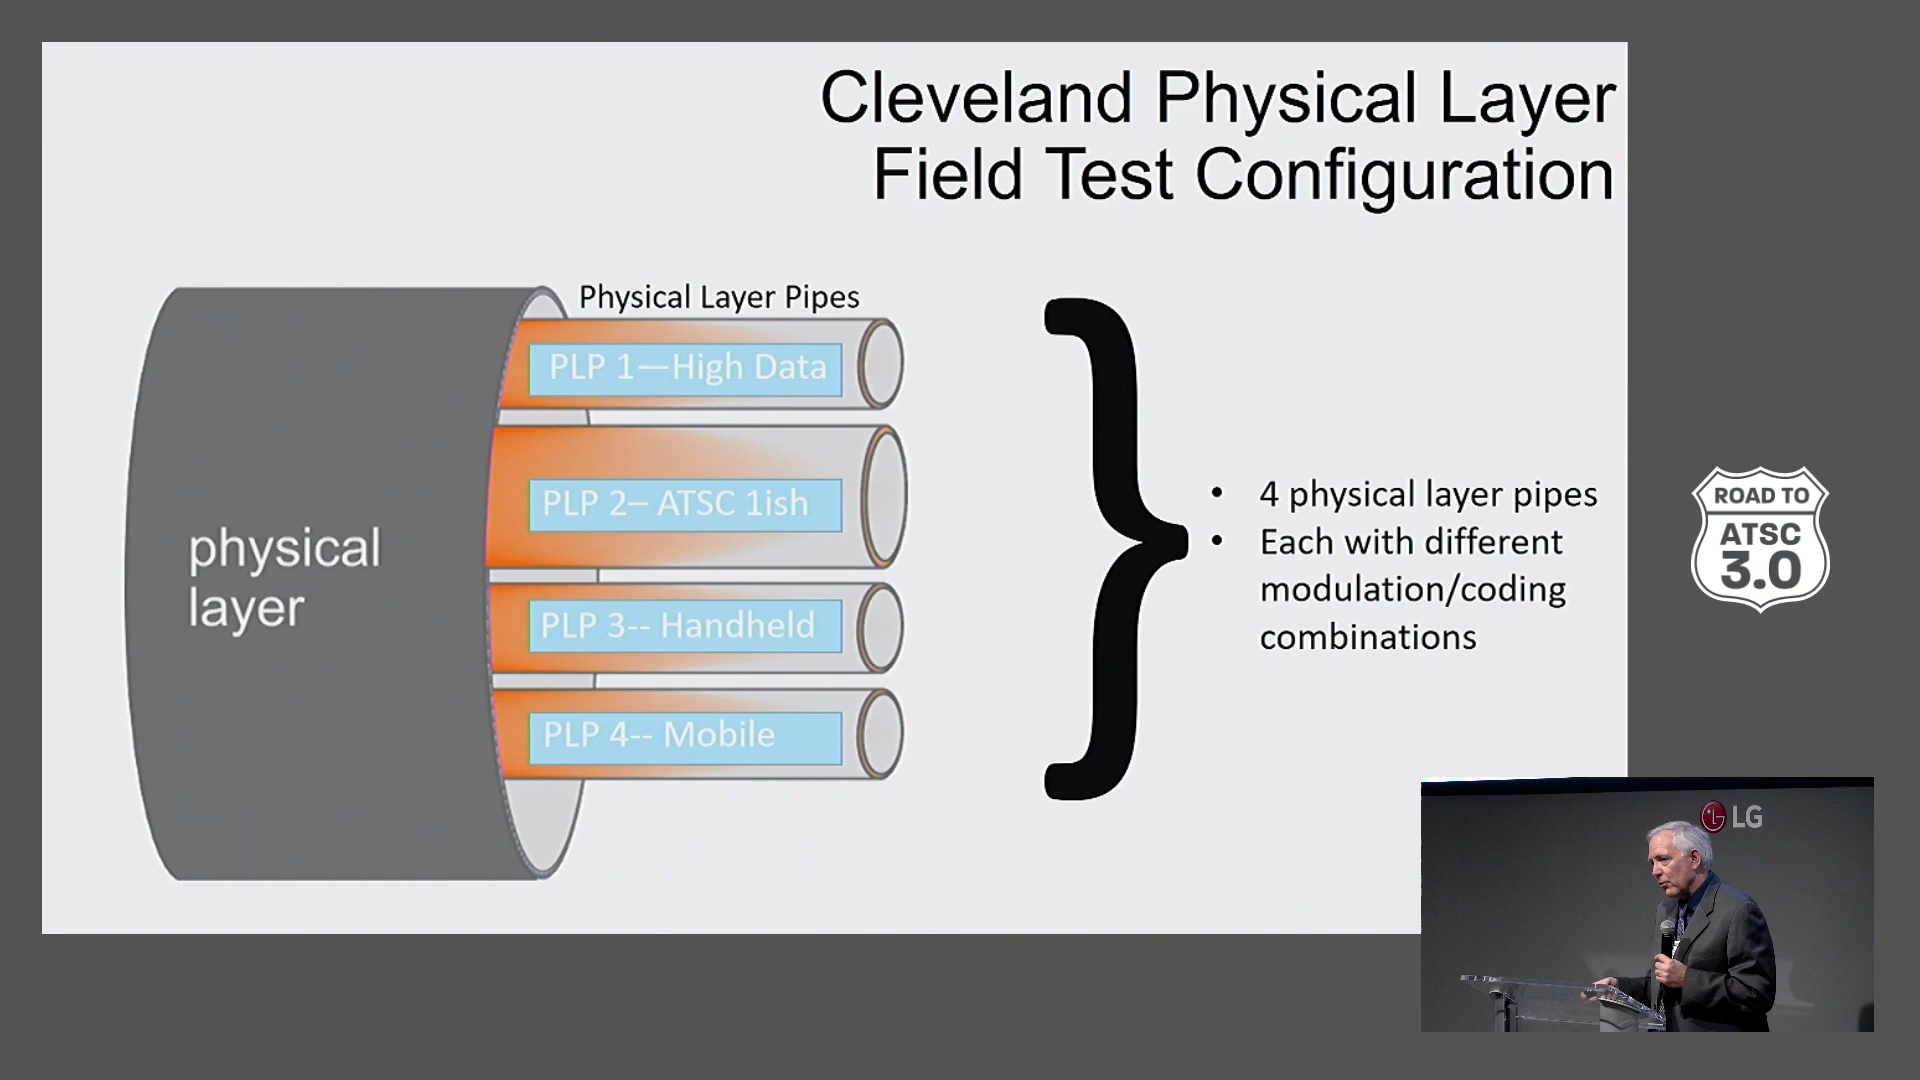 Cleveland Physical Layer
Field Test Configuration
Physical Layer Pipes
PLP 1—High Data
PLP 2– ATSC 1ish
PLP 3-- Handheld
PLP 4-- Mobile
physical
layer
• 4 physical layer pipes
• Each with different
modulation/coding
combinations
ROAD TO
ATSC
3.0
LG